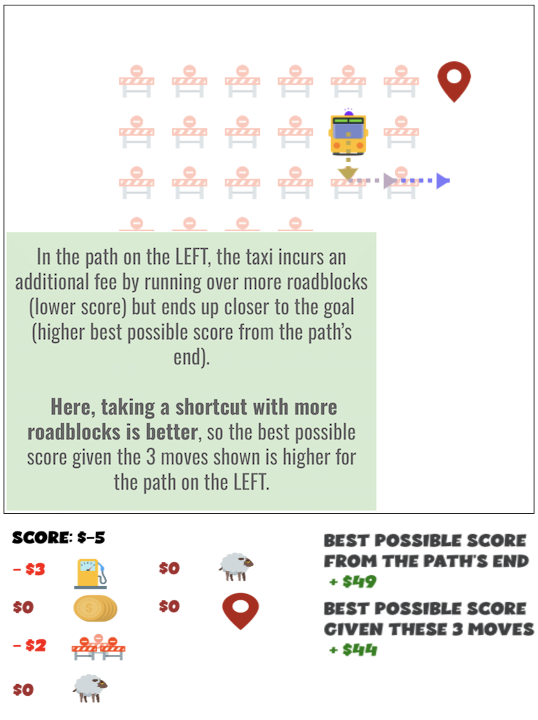 In the path on the LEFT, the taxi incurs an
additional fee by running over more roadblocks
(lower score) but ends up closer to the goal
(higher best possible score from the path's
end).
Here, taking a shortcut with more
roadblocks is better, so the best possible
score given the 3 moves shown is higher for
the path on the LEFT.
SCORE: $-5
- $3
$0
$0
$0
- $2
$0
BEST POSSIBLE SCORE
FROM THE PATH'S END
+ $49
BEST POSSIBLE SCORE
GIVEN THESE 3 MOVES
+ $44